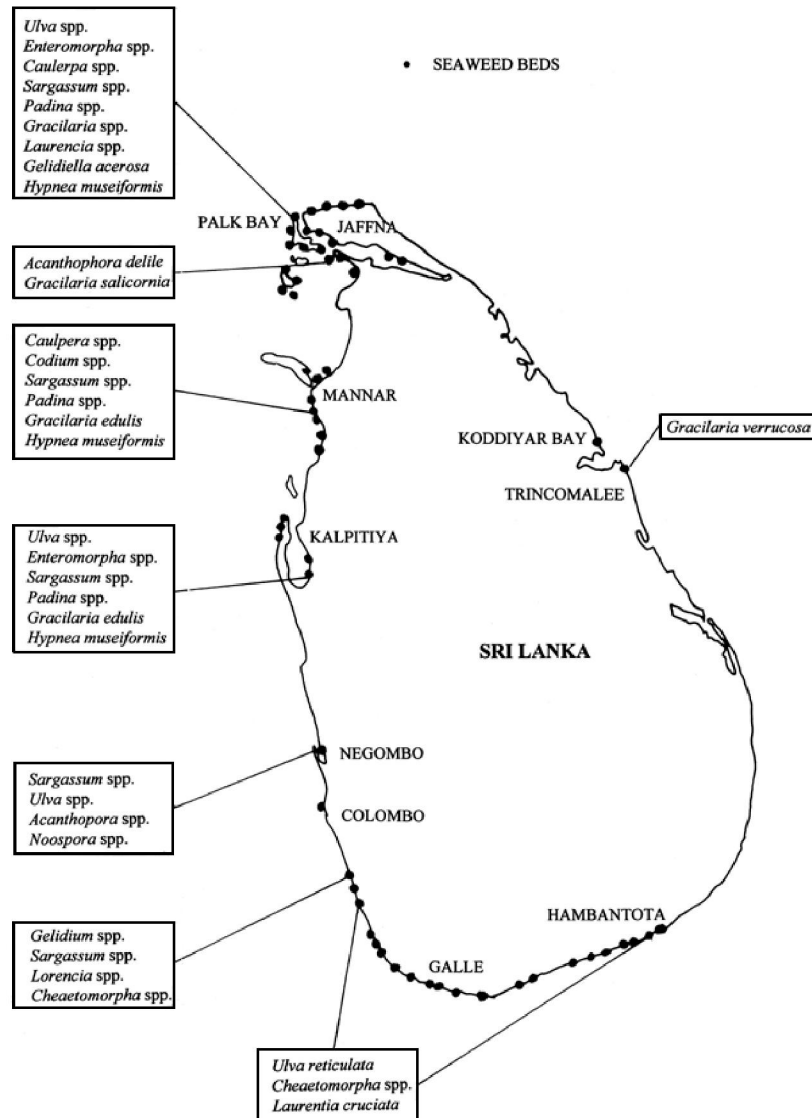 Ulva spp.
Enteromorpha spp.
Caulerpa spp.
Sargassum spp.
Padina spp.
Gracilaria spp.
Laurencia spp.
Gelidiella acerosa
Hypnea museiformis
SEAWEED BEDS
PALK BAY
JAFFNA
Acanthophora delile
Gracilaria salicornia
Caulpera spp.
Codium spp.
Sargassum spp.
Padina spp.
Gracilaria edulis
Hypnea museiformis
MANNAR
KODDIYAR BAY
Gracilaria verrucosa
TRINCOMALEE
Ulva spp.
Enteromorpha spp.
Sargassum spp.
Padina spp.
Gracilaria edulis
Hypnea museiformis
KALPITIYA
SRI LANKA
NEGOMBO
Sargassum spp.
Ulva spp.
Acanthopora spp.
Noospora spp.
COLOMBO
HAMBANTOTA
Gelidium spp.
Sargassum spp.
Lorencia spp.
Cheaetomorpha spp.
GALLE
Ulva reticulata
Cheaetomorpha spp.
Laurentia cruciata